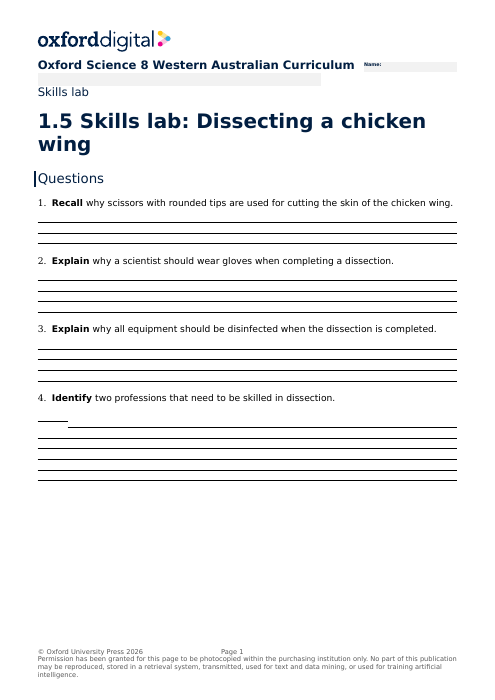 oxforddigital
Oxford Science 8 Western Australian Curriculum Name:
Skills lab
1.5 Skills lab: Dissecting a chicken
wing
Questions
1. Recall why scissors with rounded tips are used for cutting the skin of the chicken wing.
2. Explain why a scientist should wear gloves when completing a dissection.
3. Explain why all equipment should be disinfected when the dissection is completed.
4. Identify two professions that need to be skilled in dissection.
© Oxford University Press 2026 Page 1
Permission has been granted for this page to be photocopied within the purchasing institution only. No part of this publication
may be reproduced, stored in a retrieval system, transmitted, used for text and data mining, or used for training artificial
intelligence.